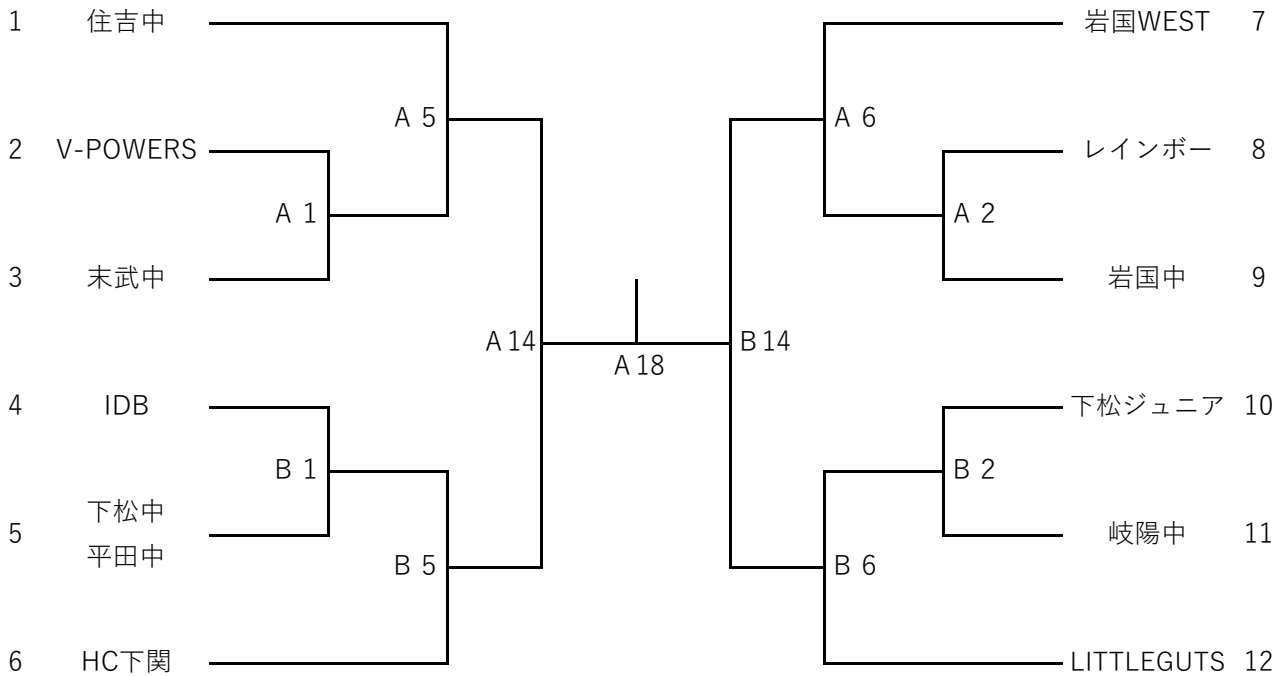 1 住吉中
岩国WEST 7
A 5
A 6
2 V-POWERS
レインボー 8
A 1
A 2
3 末武中
岩国中 9
A14
B14
A18
4 IDB
下松ジュニア 10
B 1
B 2
下松中
5
平田中
岐陽中 11
B 5
B 6
6 HC下関
LITTLEGUTS 12